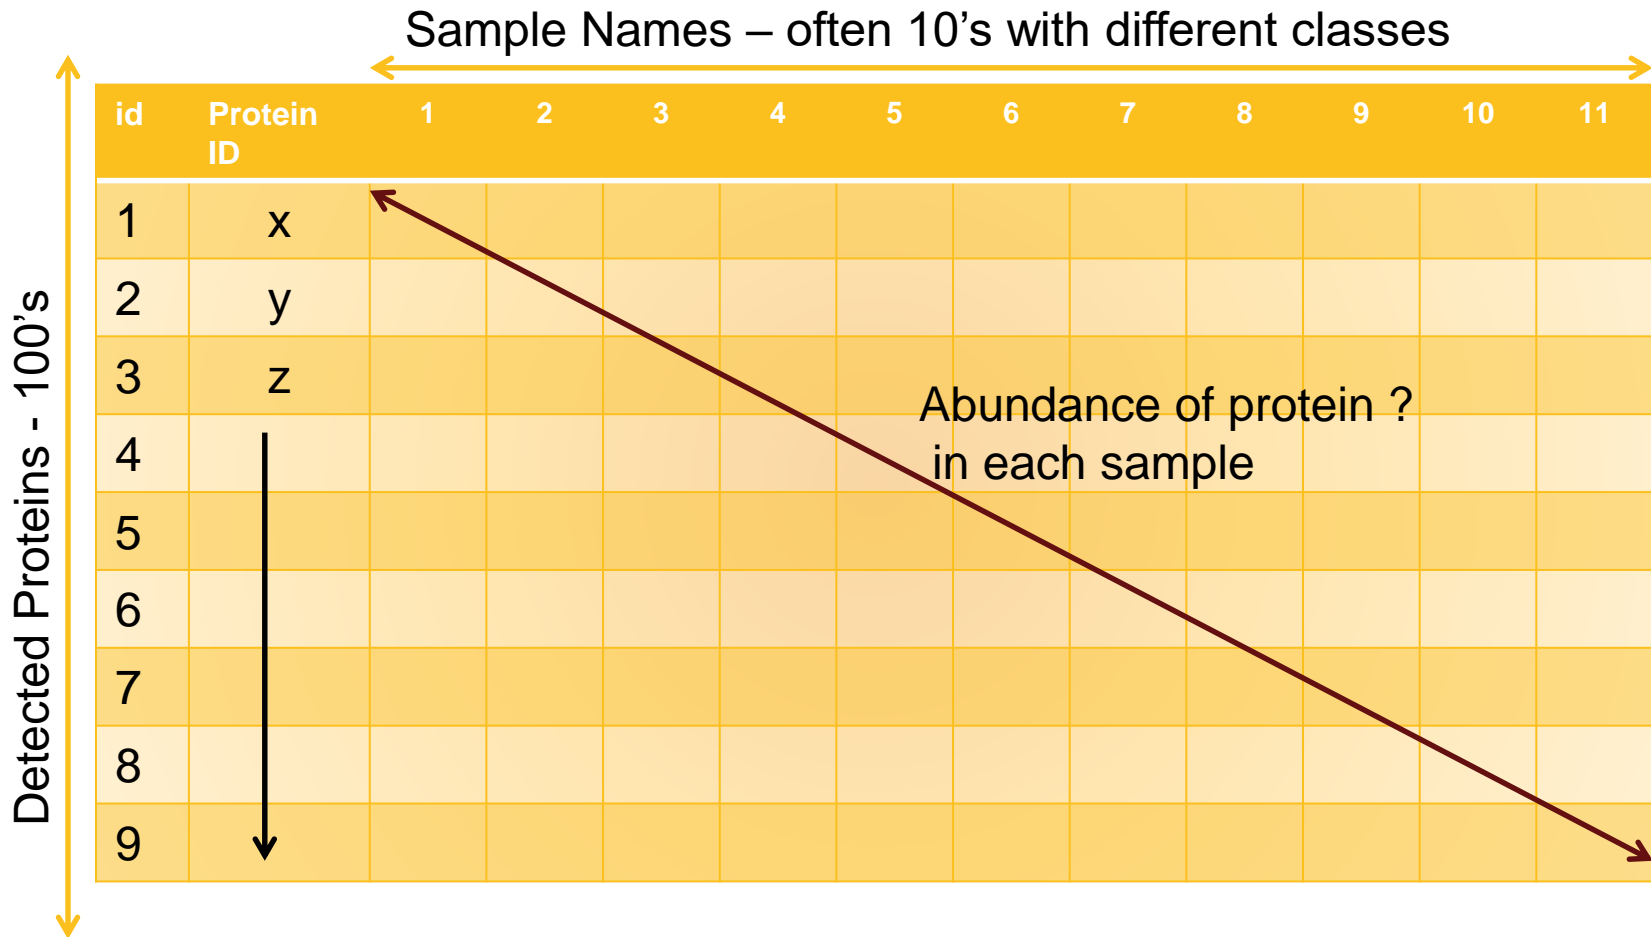 Sample Names – often 10’s with different classes
Detected Proteins - 100’s
id Protein 1 2 3 4 5 6 7 8 9 10 11
ID
1 x
2 y
3 z
Abundance of protein ?
4
in each sample
5
6
7
8
9